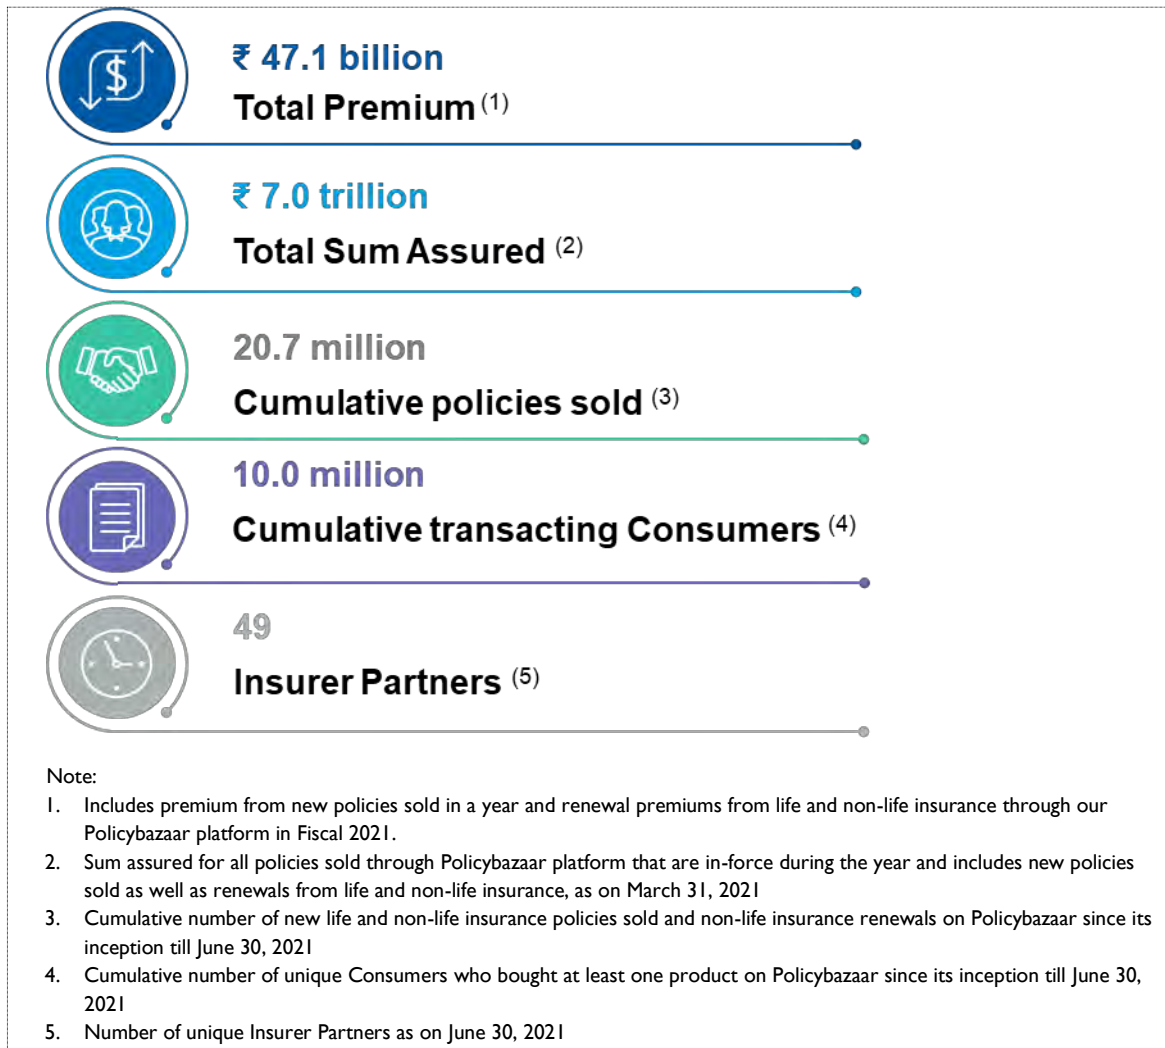 $
₹ 47.1 billion
Total Premium (1)
₹ 7.0 trillion
Total Sum Assured (2)
20.7 million
Cumulative policies sold (3)
10.0 million
Cumulative transacting Consumers (4)
49
Insurer Partners (5)
Note:
1. Includes premium from new policies sold in a year and renewal premiums from life and non-life insurance through our
Policybazaar platform in Fiscal 2021.
2. Sum assured for all policies sold through Policybazaar platform that are in-force during the year and includes new policies
sold as well as renewals from life and non-life insurance, as on March 31, 2021
3. Cumulative number of new life and non-life insurance policies sold and non-life insurance renewals on Policybazaar since its
inception till June 30, 2021
4. Cumulative number of unique Consumers who bought at least one product on Policybazaar since its inception till June 30,
2021
5. Number of unique Insurer Partners as on June 30, 2021